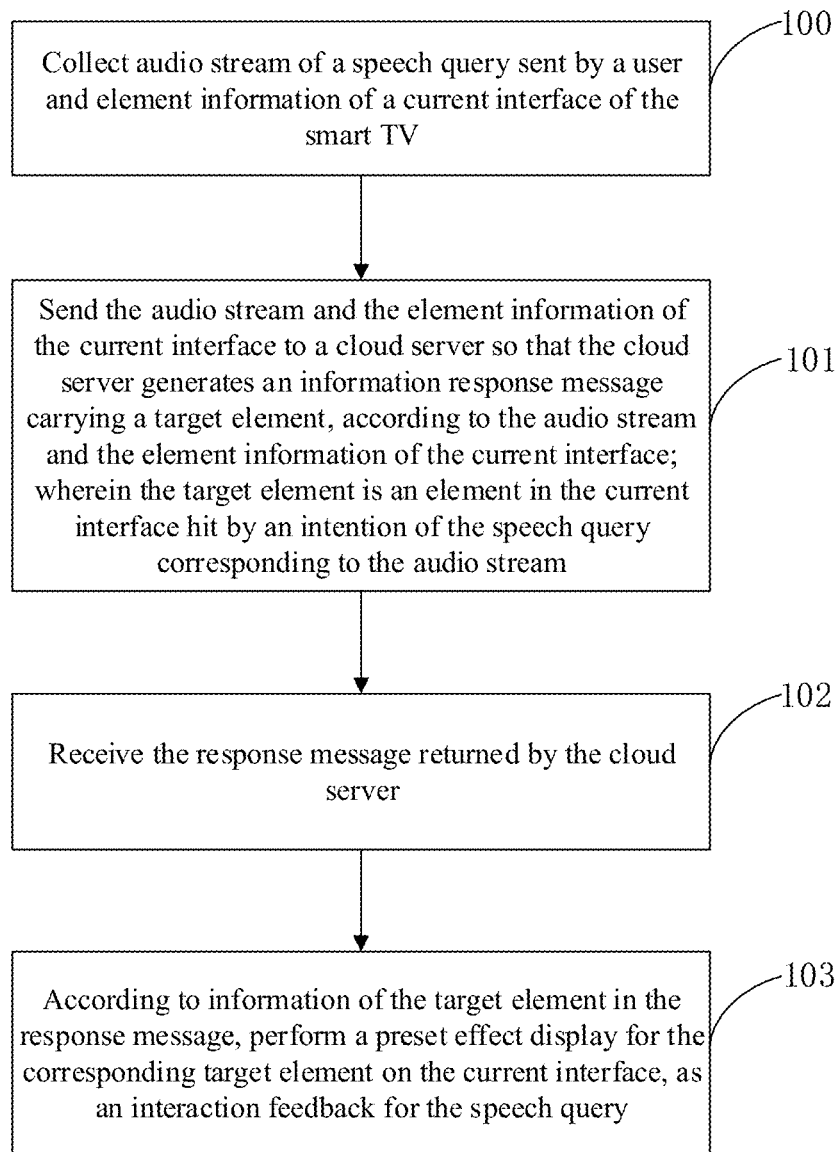 100
Collect audio stream of a speech query sent by a user
and element information of a current interface of the
smart TV
Send the audio stream and the element information of
the current interface to a cloud server so that the cloud
server generates an information response message
carrying a target element, according to the audio stream
and the element information of the current interface;
wherein the target element is an element in the current
interface hit by an intention of the speech query
corresponding to the audio stream
101
102
Receive the response message returned by the cloud
server
103
According to information of the target element in the
response message, perform a preset effect display for the
corresponding target element on the current interface, as
an interaction feedback for the speech query